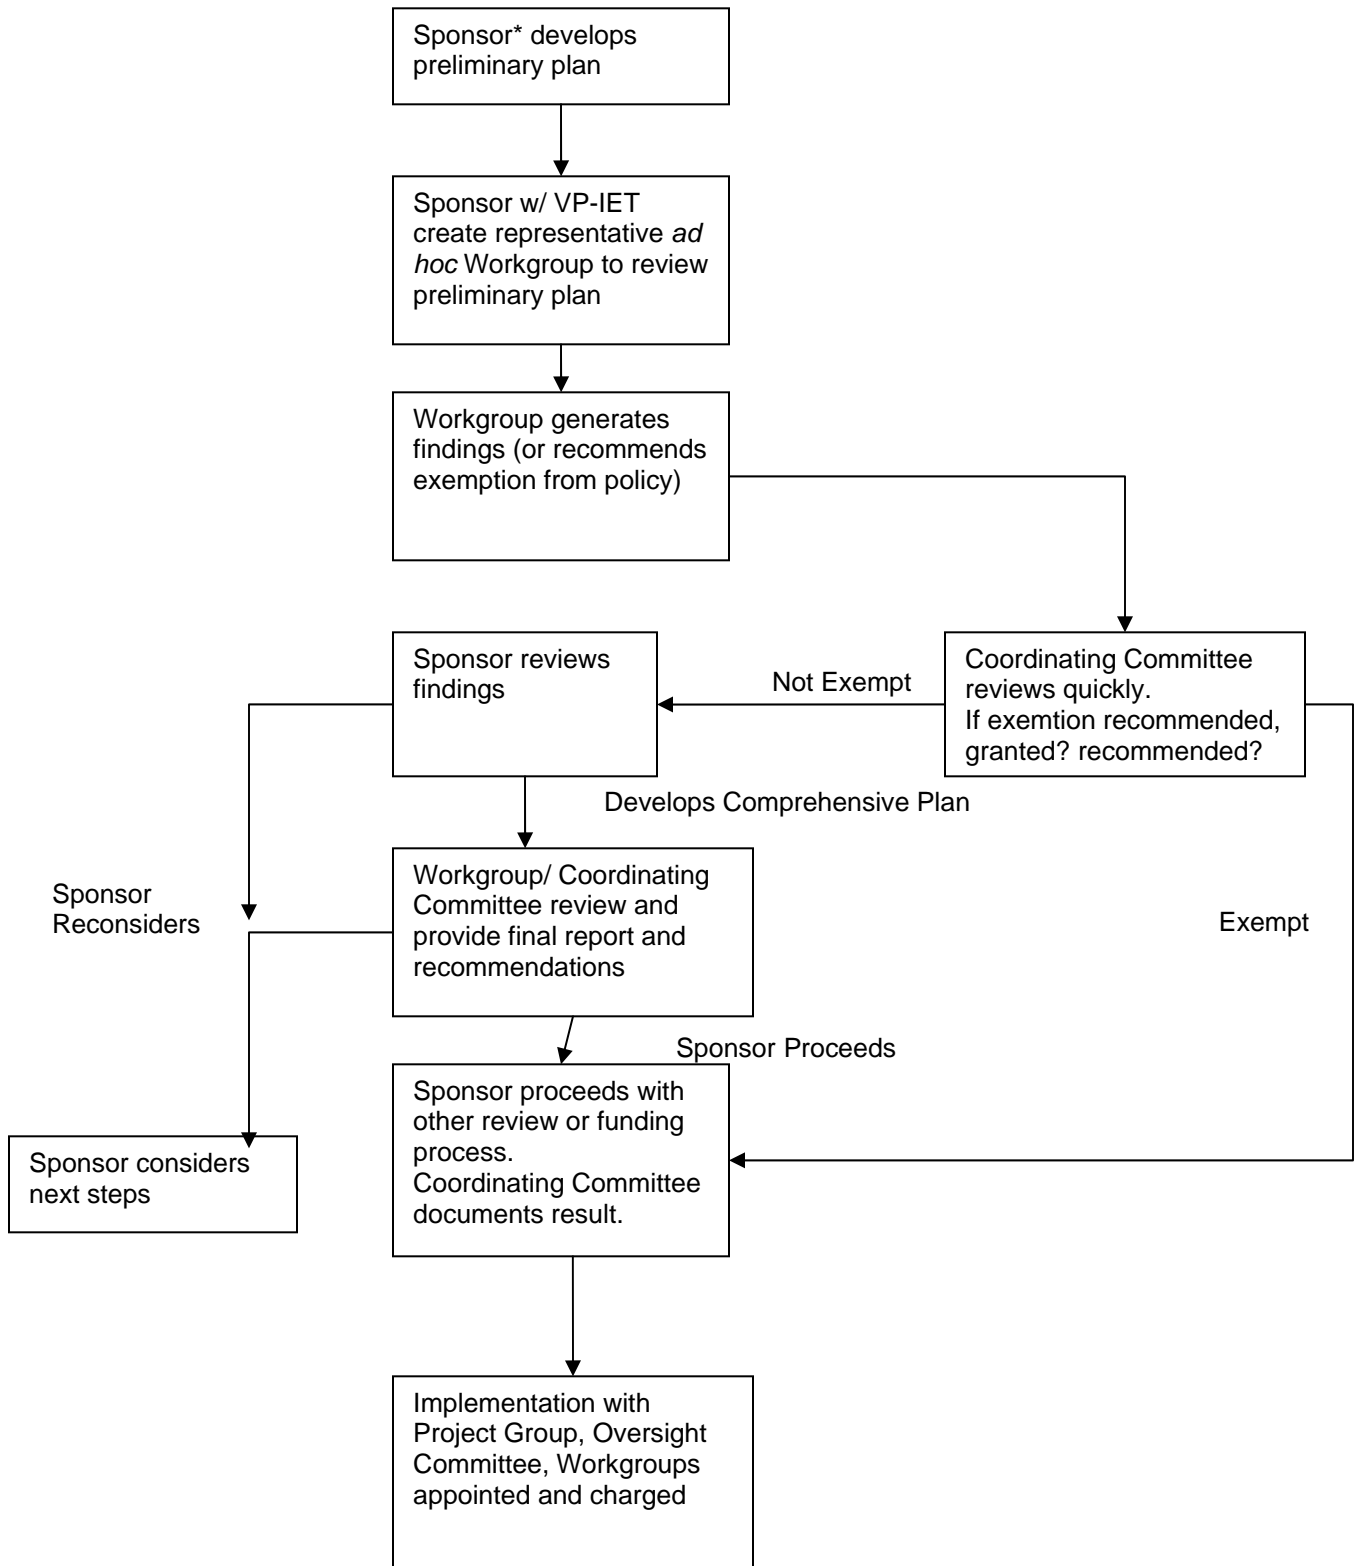 Sponsor* develops
preliminary plan
Sponsor w/ VP-IET
create representative ad
hoc Workgroup to review
preliminary plan
Workgroup generates
findings (or recommends
exemption from policy)
Sponsor reviews
findings
Not Exempt
Coordinating Committee
reviews quickly.
If exemtion recommended,
granted? recommended?
Develops Comprehensive Plan
Sponsor
Reconsiders
Workgroup/ Coordinating
Committee review and
provide final report and
recommendations
Exempt
Sponsor Proceeds
Sponsor proceeds with
other review or funding
process.
Coordinating Committee
documents result.
Sponsor considers
next steps
Implementation with
Project Group, Oversight
Committee, Workgroups
appointed and charged